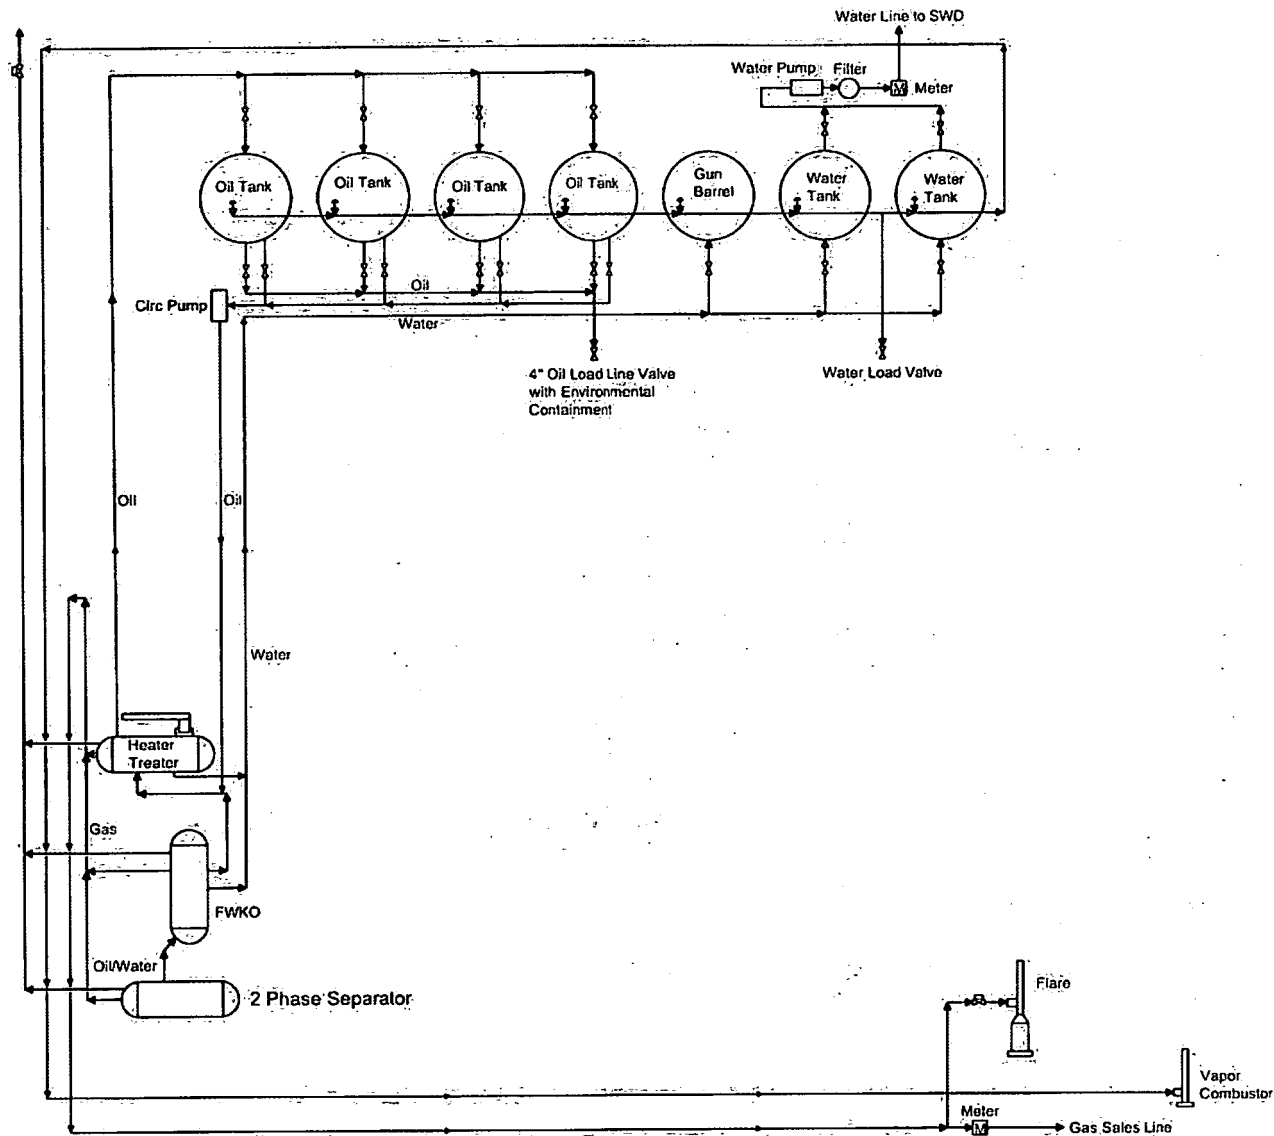 Water Line to SWD
Water Pump
Filter
M
Meter
Oil Tank
Oil Tank
Oil Tank
Oil Tank
Gun
Barrel
Water
Tank
Water
Tank
Oil
Circ Pump
Water
4" Oil Load Line Valve
with Environmental
Containment
Water Load Valve
Oil
Oil
Water
Heater
Treater
Gas
FWKO
Oil/Water
2 Phase Separator
Flare
Vapor
Combustor
Meter
M
Gas Sales Line